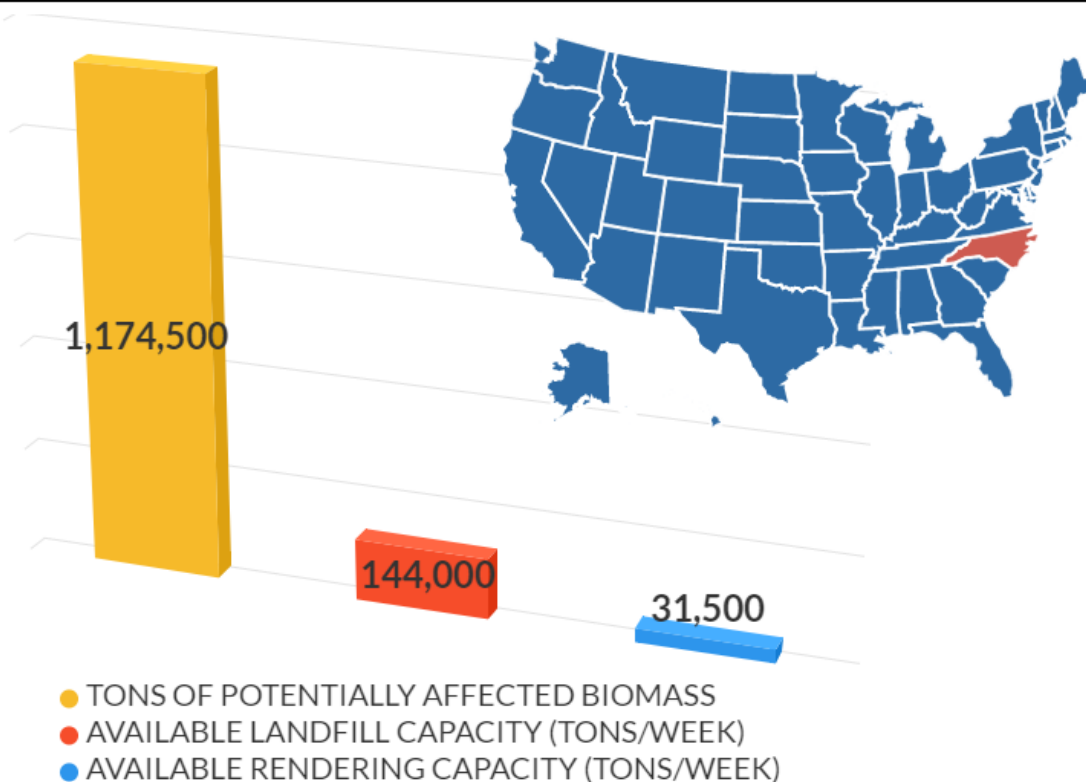 1,174,500
144,000
31,500
TONS OF POTENTIALLY AFFECTED BIOMASS
AVAILABLE LANDFILL CAPACITY (TONS/WEEK)
AVAILABLE RENDERING CAPACITY (TONS/WEEK)